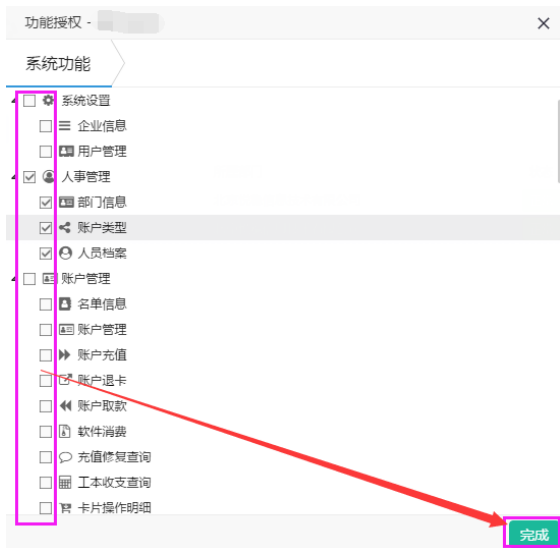 功能授权 -
系统功能
系统设置
企业信息
用户管理
人事管理
部门信息
账户类型
人员档案
账户管理
名单信息
账户管理
账户充值
账户退卡
账户取款
软件消费
充值修复查询
工本收支查询
卡片操作明细
完成